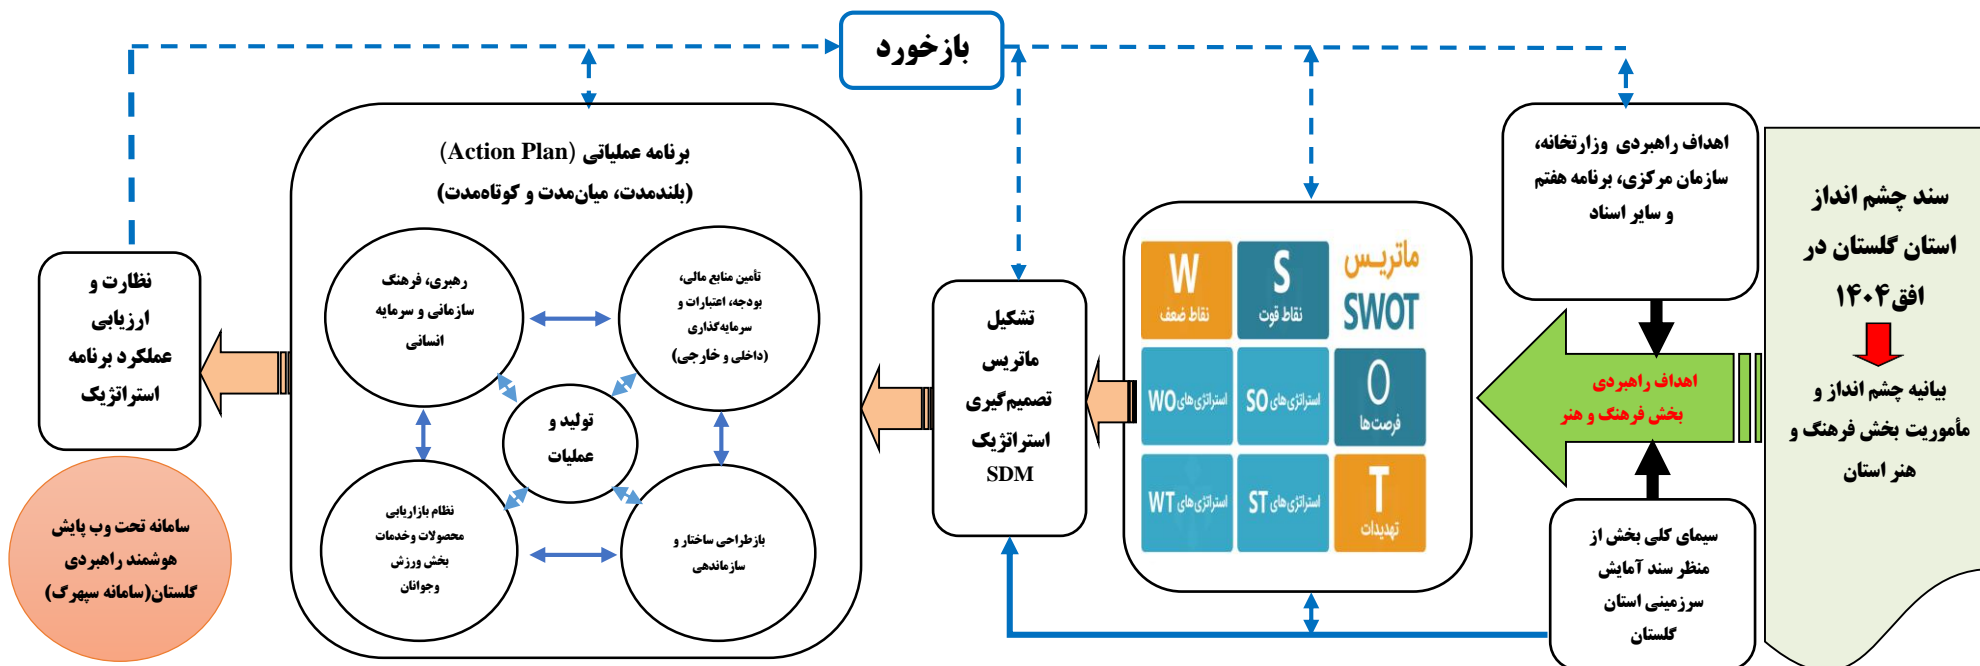 بازخورد
سند چشم انداز
استان گلستان در
افق۱۴۰۴
بیانیه چشم انداز و
مأموریت بخش فرهنگ و
هنر استان
اهداف راهبردی وزارتخانه،
سازمان مرکزی، برنامه هفتم
و سایر اسناد
اهداف راهبردی
بخش فرهنگ و هنر
سیمای کلی بخش از
منظر سند آمایش
سرزمینی استان
گلستان
ماتریس
SWOT
S
نقاط قوت
W
نقاط ضعف
O
فرصت‌ها
استراتژی‌های SO
استراتژی‌های WO
T
تهدیدات
استراتژی‌های ST
استراتژی‌های WT
تشکیل
ماتریس
تصمیم‌گیری
استراتژیک
SDM
برنامه عملیاتی (Action Plan)
(بلندمدت، میان‌مدت و کوتاه‌مدت)
تأمین منابع مالی،
بودجه، اعتبارات و
سرمایه‌گذاری
(داخلی و خارجی)
رهبری، فرهنگ
سازمانی و سرمایه
انسانی
تولید و
عملیات
بازطراحی ساختار و
سازماندهی
نظام بازاریابی
محصولات وخدمات
بخش ورزش
وجوانان
نظارت و
ارزیابی
عملکرد برنامه
استراتژیک
سامانه تحت وب پایش
هوشمند راهبردی
گلستان(سامانه سپهرگ)